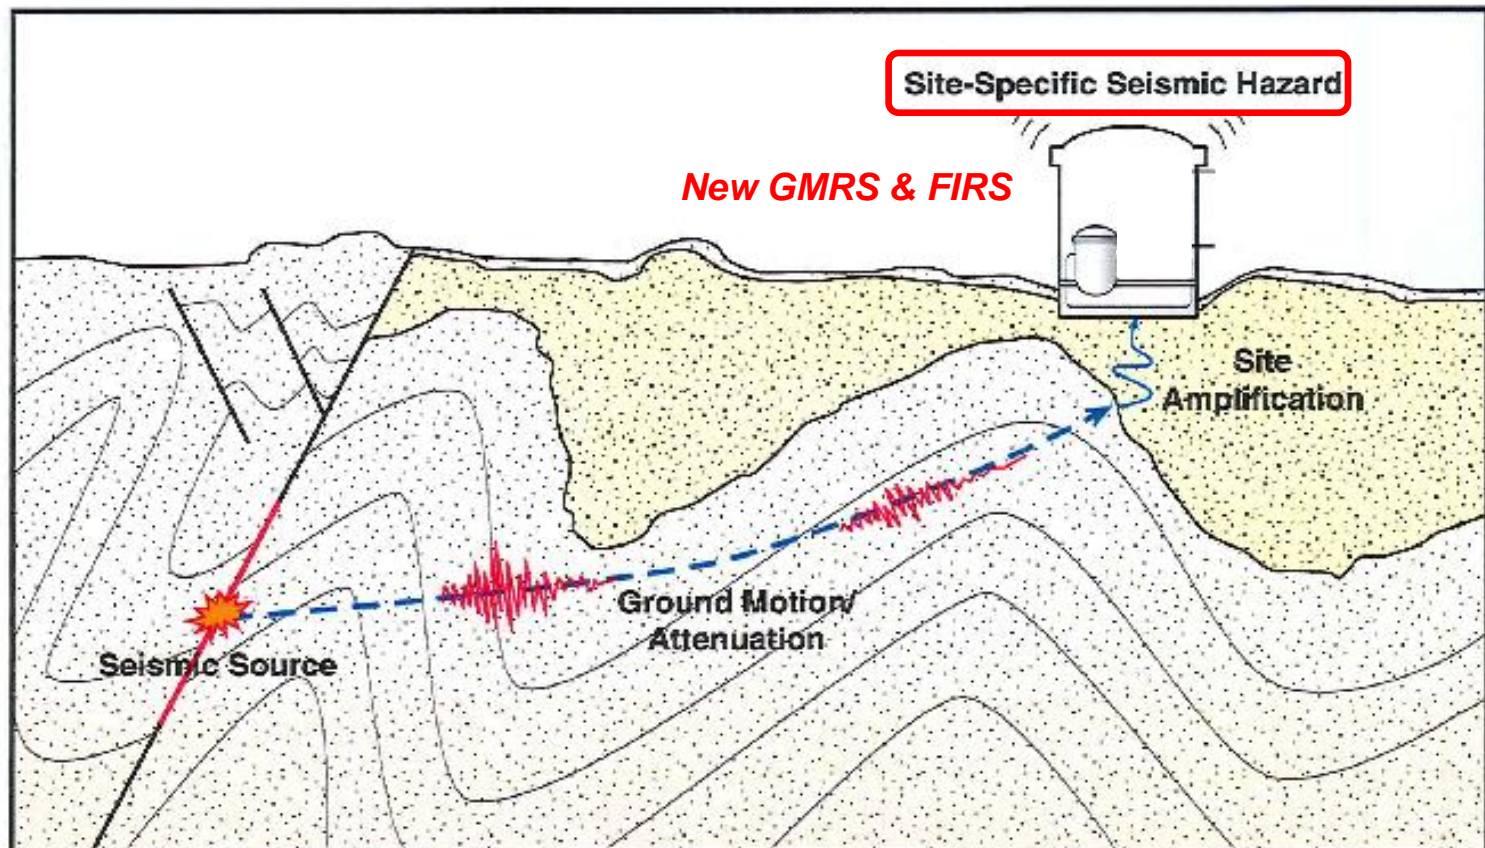 Site-Specific Seismic Hazard
New GMRS & FIRS
Site
Amplification
Ground Motion/
Attenuation
Seismic Source